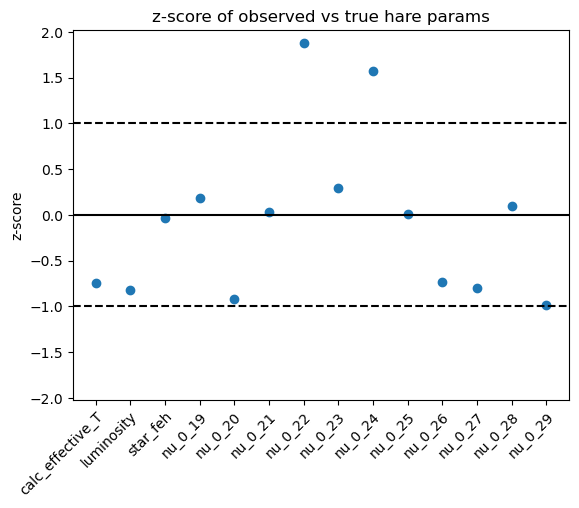 z-score of observed vs true hare params
z-score
2.0
1.5
1.0
0.5
0.0
−0.5
−1.0
−1.5
−2.0
calc_effective_T
luminosity
star_feh
nu_0_19
nu_0_20
nu_0_21
nu_0_22
nu_0_23
nu_0_24
nu_0_25
nu_0_26
nu_0_27
nu_0_28
nu_0_29